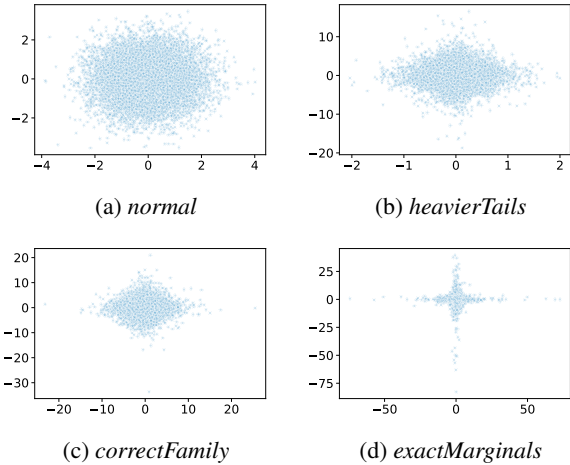 2
0
−2
−4 −2 0 2 4
(a) normal
10
0
−10
−20
−2 −1 0 1 2
(b) heavierTails
20
10
0
−10
−20
−30
−20 −10 0 10 20
(c) correctFamily
25
0
−25
−50
−75
−50 0 50
(d) exactMarginals